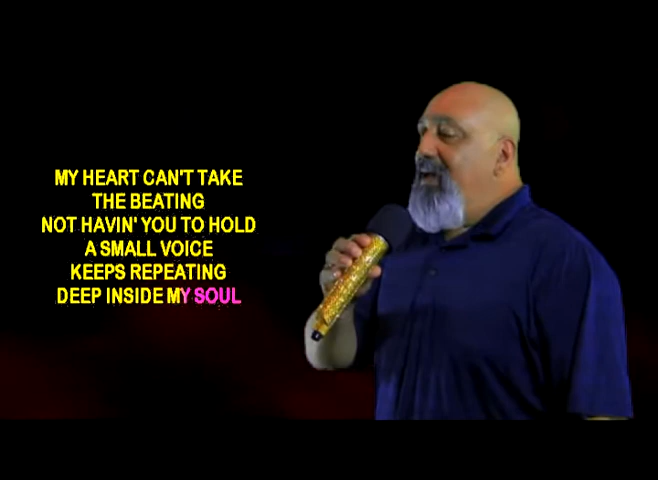 MY HEART CAN'T TAKE
THE BEATING
NOT HAVIN' YOU TO HOLD
A SMALL VOICE
KEEPS REPEATING
DEEP INSIDE MY SOUL